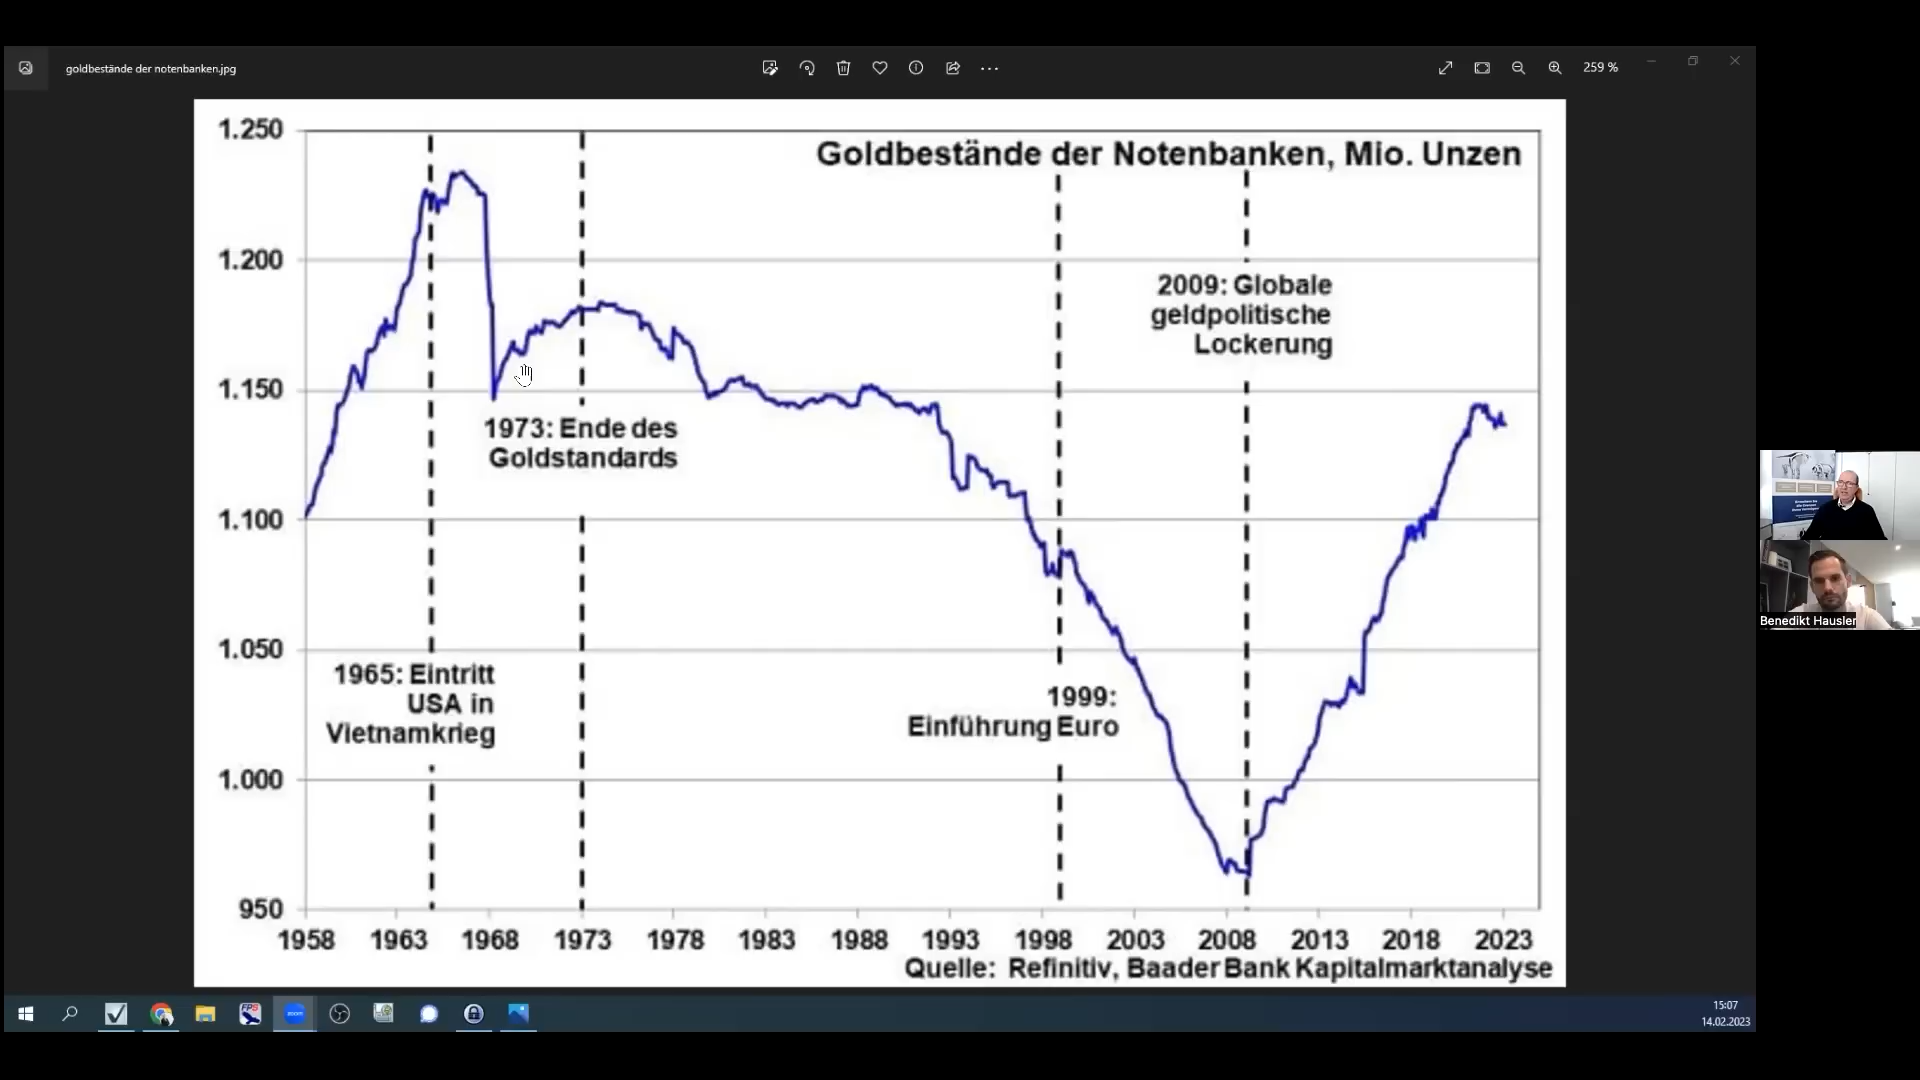 goldbestände der notenbanken.jpg
259 %
Goldbestände der Notenbanken, Mio. Unzen
1.250
1.200
1.150
1.100
1.050
1.000
950
2009: Globale
geldpolitische
Lockerung
1973: Ende des
Goldstandards
1965: Eintritt
USA in
Vietnamkrieg
1999:
Einführung Euro
1958 1963 1968 1973 1978 1983 1988 1993 1998 2003 2008 2013 2018 2023
Quelle: Refinitiv, Baader Bank Kapitalmarktanalyse
Benedikt Hausler
FPS
zoom
15:07
14.02.2023